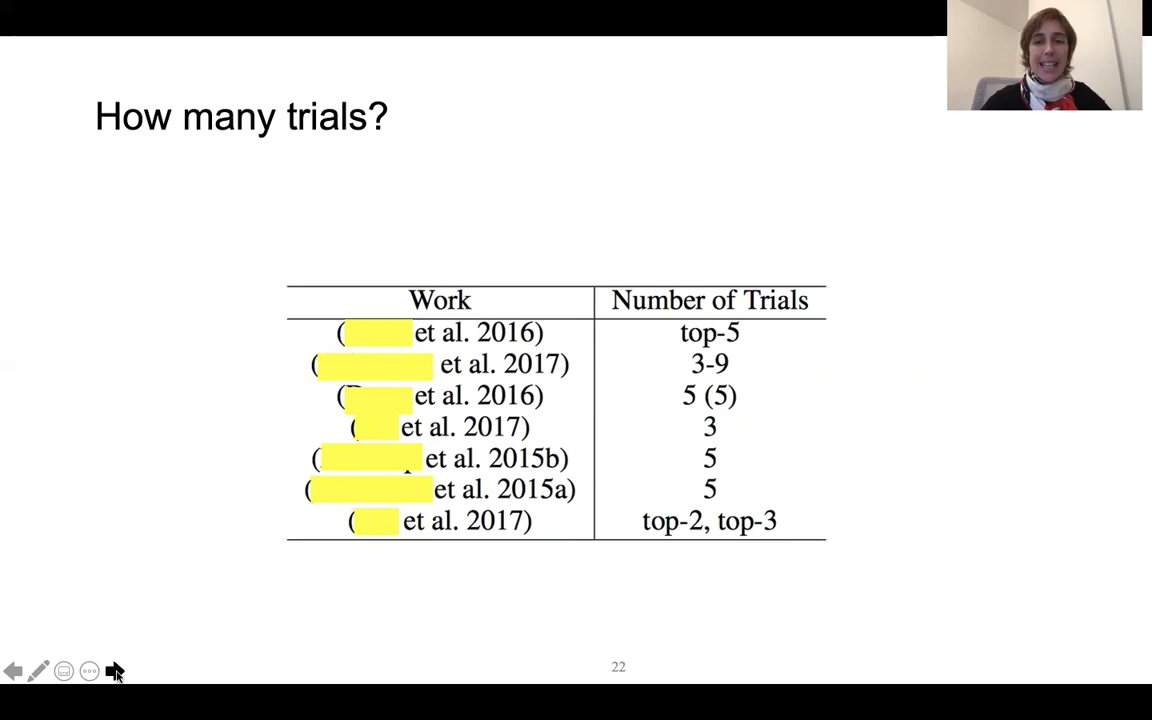 How many trials?
Work Number of Trials
( et al. 2016) top-5
( et al. 2017) 3-9
( et al. 2016) 5 (5)
( et al. 2017) 3
( et al. 2015b) 5
( et al. 2015a) 5
( et al. 2017) top-2, top-3
22